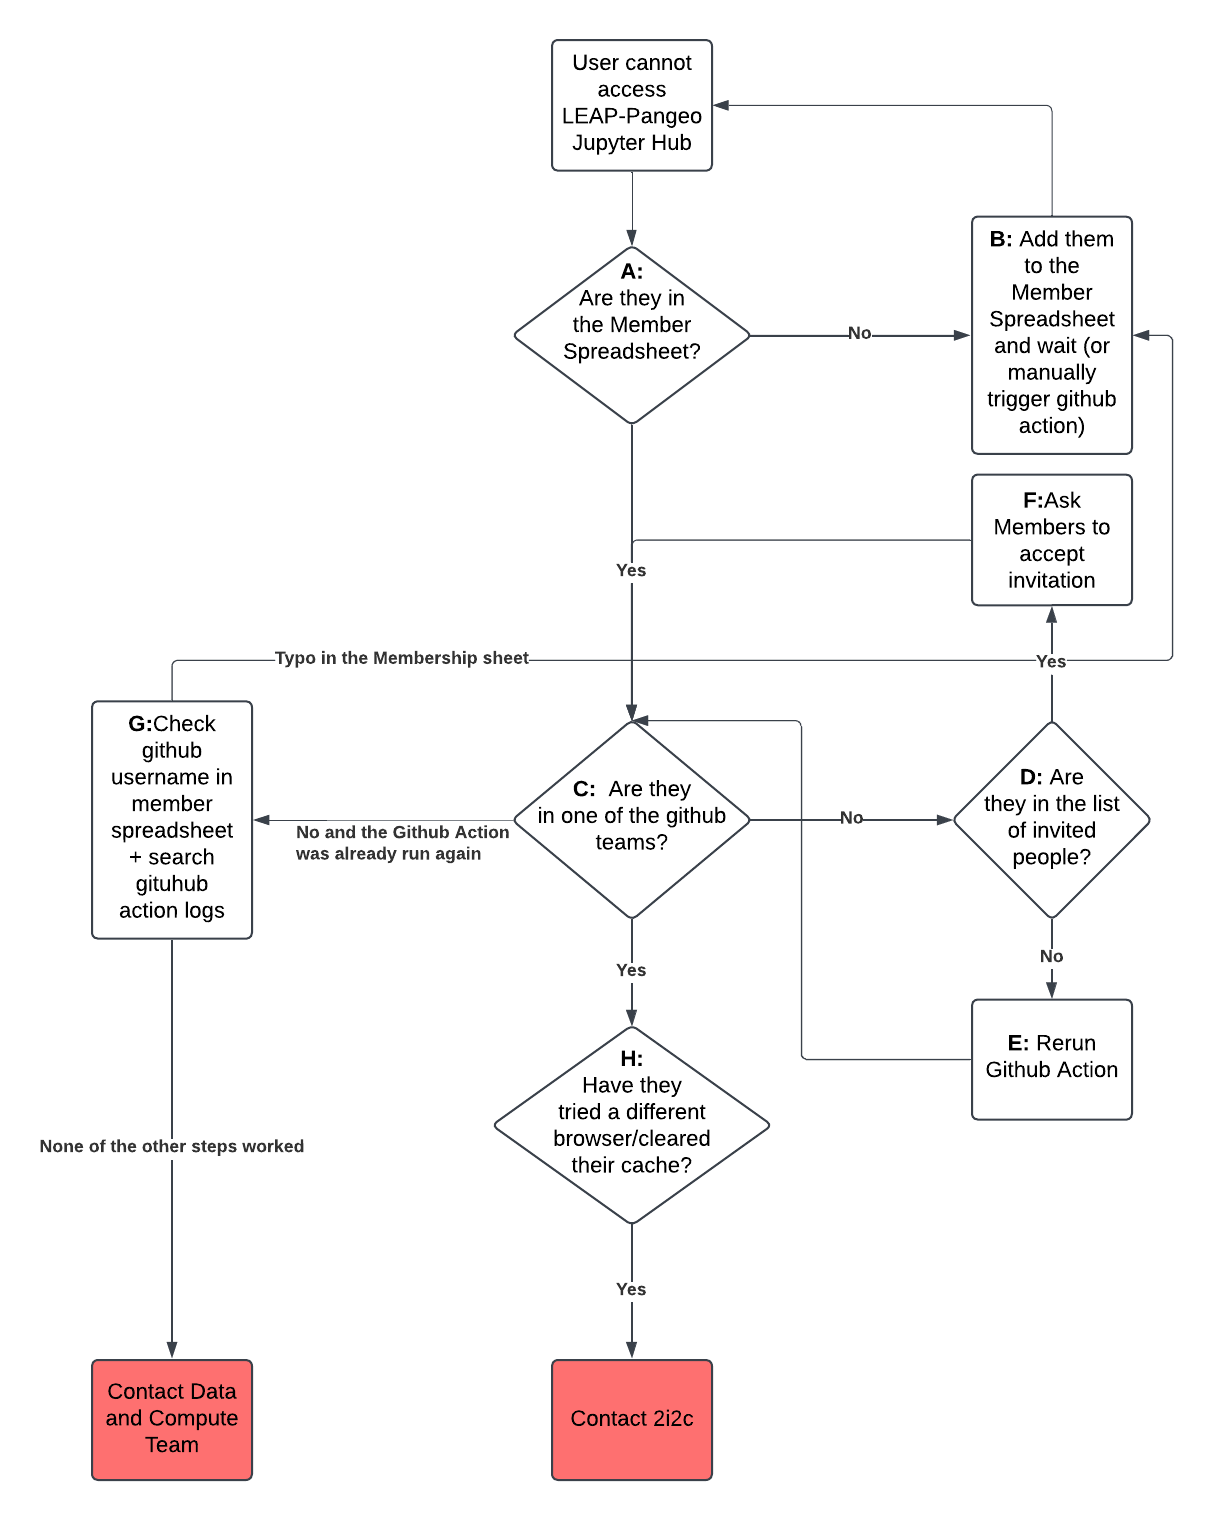 User cannot
access
LEAP-Pangeo
Jupyter Hub
A:
Are they in
the Member
Spreadsheet?
No
B: Add them
to the
Member
Spreadsheet
and wait (or
manually
trigger github
action)
F:Ask
Members to
accept
invitation
Yes
Typo in the Membership sheet
Yes
G:Check
github
username in
member
spreadsheet
+ search
gituhub
action logs
No and the Github Action
was already run again
C: Are they
in one of the github
teams?
No
D: Are
they in the list
of invited
people?
Yes
No
E: Rerun
Github Action
H:
Have they
tried a different
browser/cleared
their cache?
None of the other steps worked
Yes
Contact Data
and Compute
Team
Contact 2i2c